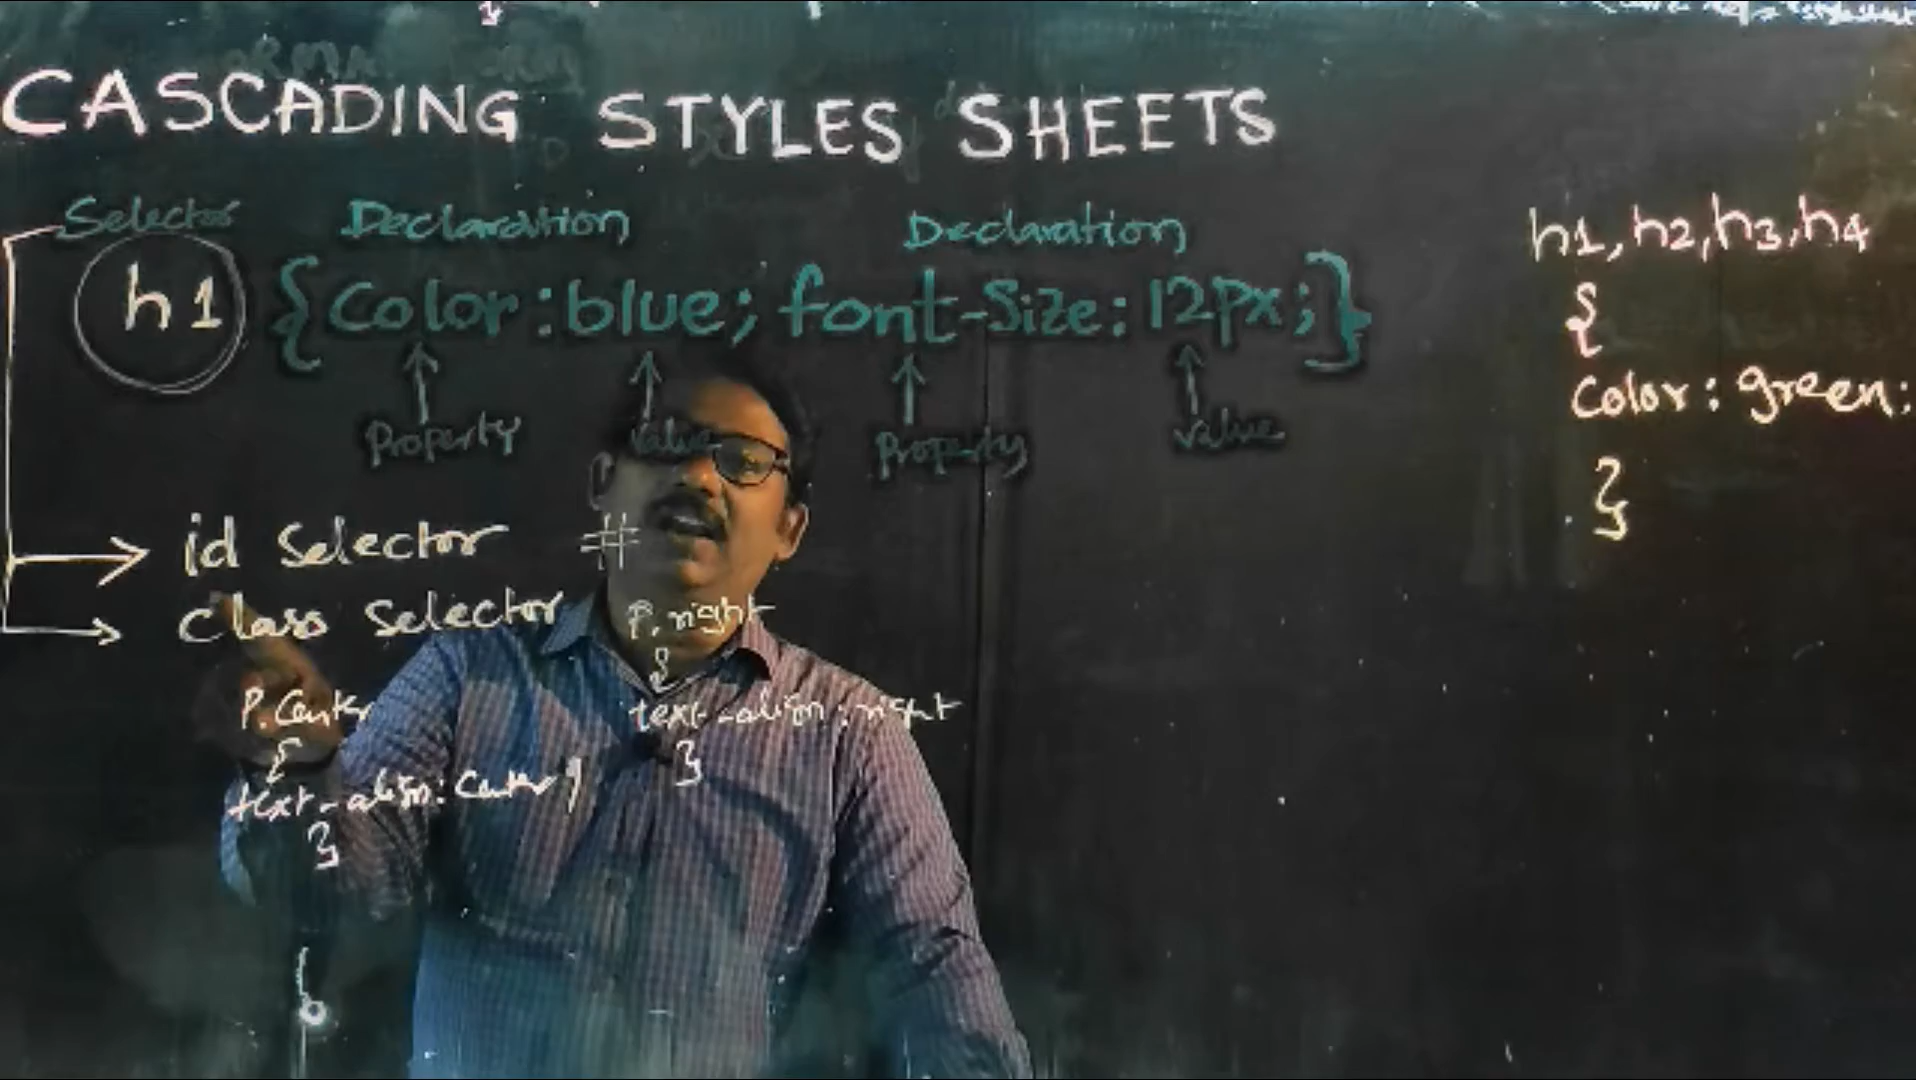 CASCADING STYLES SHEETS
Selector Declaration Declaration
h1 {Color:blue; font-Size:12px;}
Property value Property value
id Selector #
Class Selector
P.Center
{
text-align:Center;
}
P.right
{
text-align:right
}
h1,h2,h3,h4
{
Color:green:
}